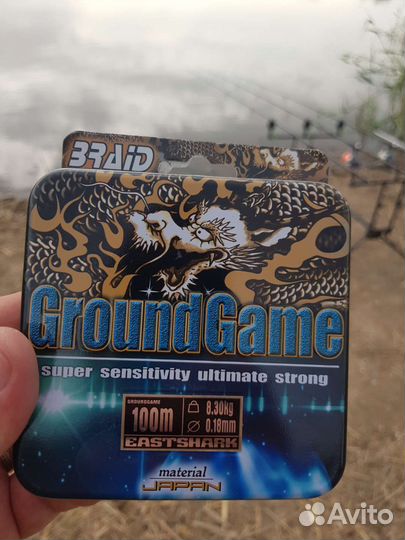 BRAID
GroundGame
super sensitivity ultimate strong
GROUNDGAME
100m
8.30kg
0.18mm
EASTSHARK
material
JAPAN
Avito